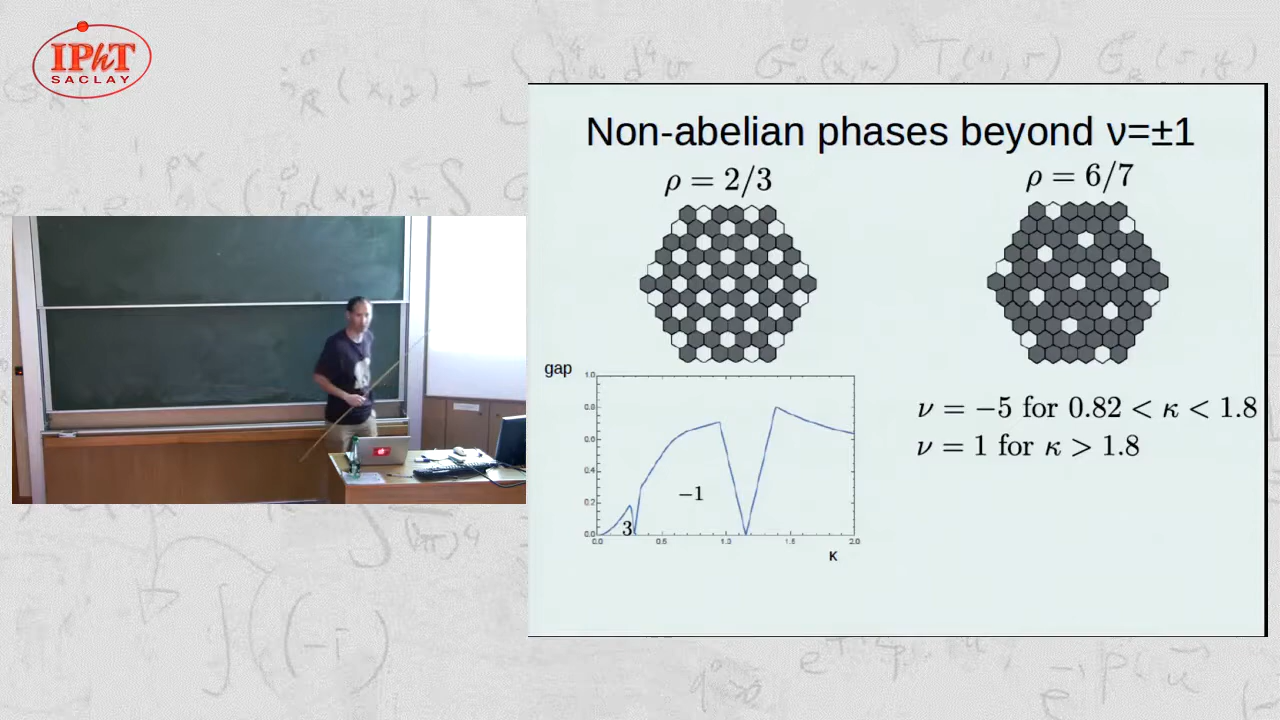 IPhT
SACLAY
Non-abelian phases beyond ν=±1
ρ = 2/3
ρ = 6/7
gap
1.0
0.8
0.6
0.4
0.2
0.0
-1
3
0.0 0.5 1.0 1.5 2.0
κ
ν = −5 for 0.82 < κ < 1.8
ν = 1 for κ > 1.8